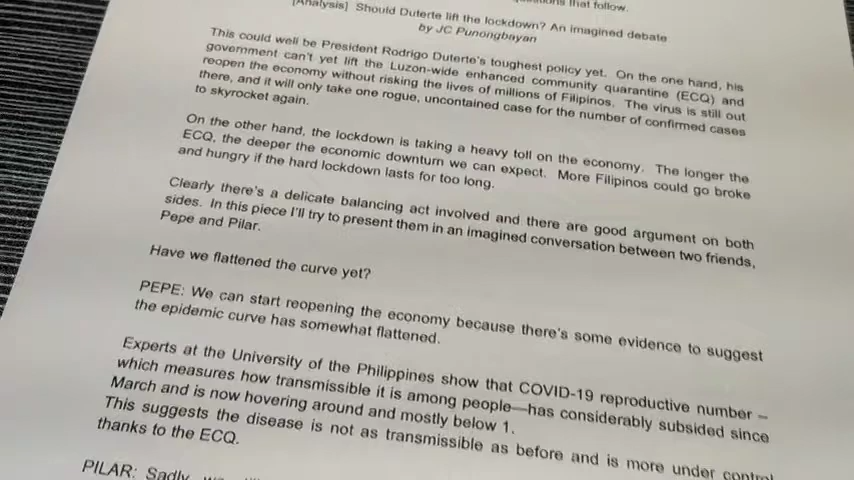 that follow.
[Analysis] Should Duterte lift the lockdown? An imagined debate
by JC Punongbayan
This could well be President Rodrigo Duterte's toughest policy yet. On the one hand, his
government can't yet lift the Luzon-wide enhanced community quarantine (ECQ) and
reopen the economy without risking the lives of millions of Filipinos. The virus is still out
there, and it will only take one rogue, uncontained case for the number of confirmed cases
to skyrocket again.
On the other hand, the lockdown is taking a heavy toll on the economy. The longer the
ECQ, the deeper the economic downturn we can expect. More Filipinos could go broke
and hungry if the hard lockdown lasts for too long.
Clearly there's a delicate balancing act involved and there are good argument on both
sides. In this piece I'll try to present them in an imagined conversation between two friends,
Pepe and Pilar.
Have we flattened the curve yet?
PEPE: We can start reopening the economy because there's some evidence to suggest
the epidemic curve has somewhat flattened.
Experts at the University of the Philippines show that COVID-19 reproductive number –
which measures how transmissible it is among people—has considerably subsided since
March and is now hovering around and mostly below 1.
This suggests the disease is not as transmissible as before and is more under control
thanks to the ECQ.
PILAR: Sadly,